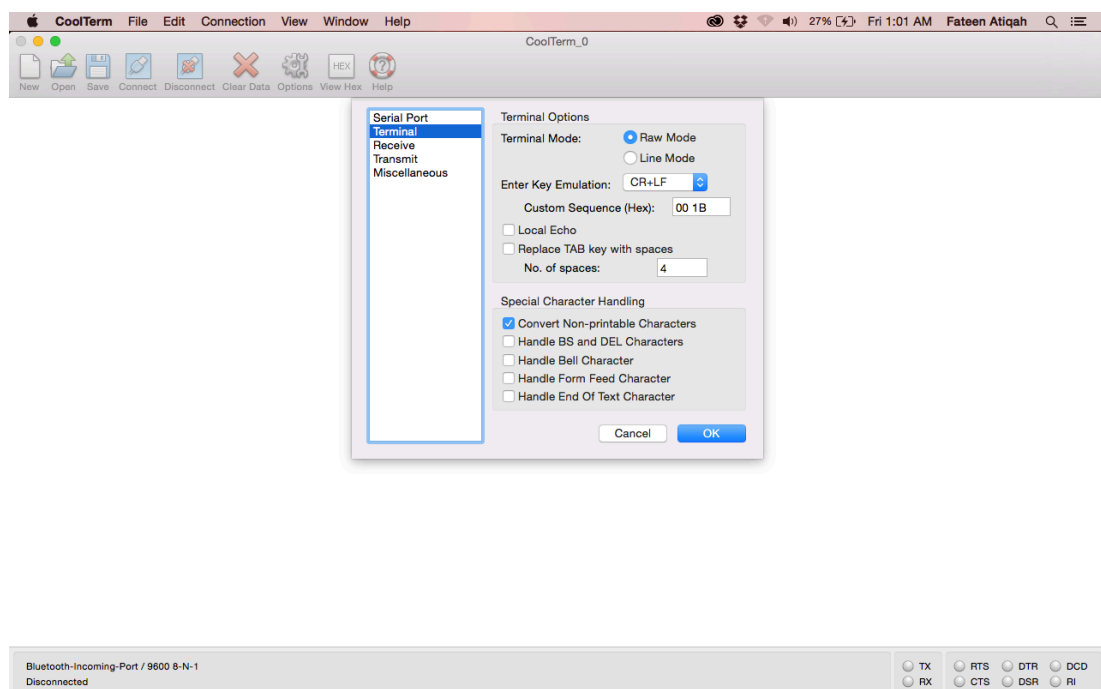 CoolTerm File Edit Connection View Window Help 27% Fri 1:01 AM Fateen Atiqah
CoolTerm_0
New Open Save Connect Disconnect Clear Data Options View Hex Help
HEX
Serial Port
Terminal
Receive
Transmit
Miscellaneous
Terminal Options
Terminal Mode: Raw Mode
Line Mode
Enter Key Emulation: CR+LF
Custom Sequence (Hex): 00 1B
Local Echo
Replace TAB key with spaces
No. of spaces: 4
Special Character Handling
Convert Non-printable Characters
Handle BS and DEL Characters
Handle Bell Character
Handle Form Feed Character
Handle End Of Text Character
Cancel OK
Bluetooth-Incoming-Port / 9600 8-N-1
Disconnected
TX RTS DTR DCD
RX CTS DSR RI